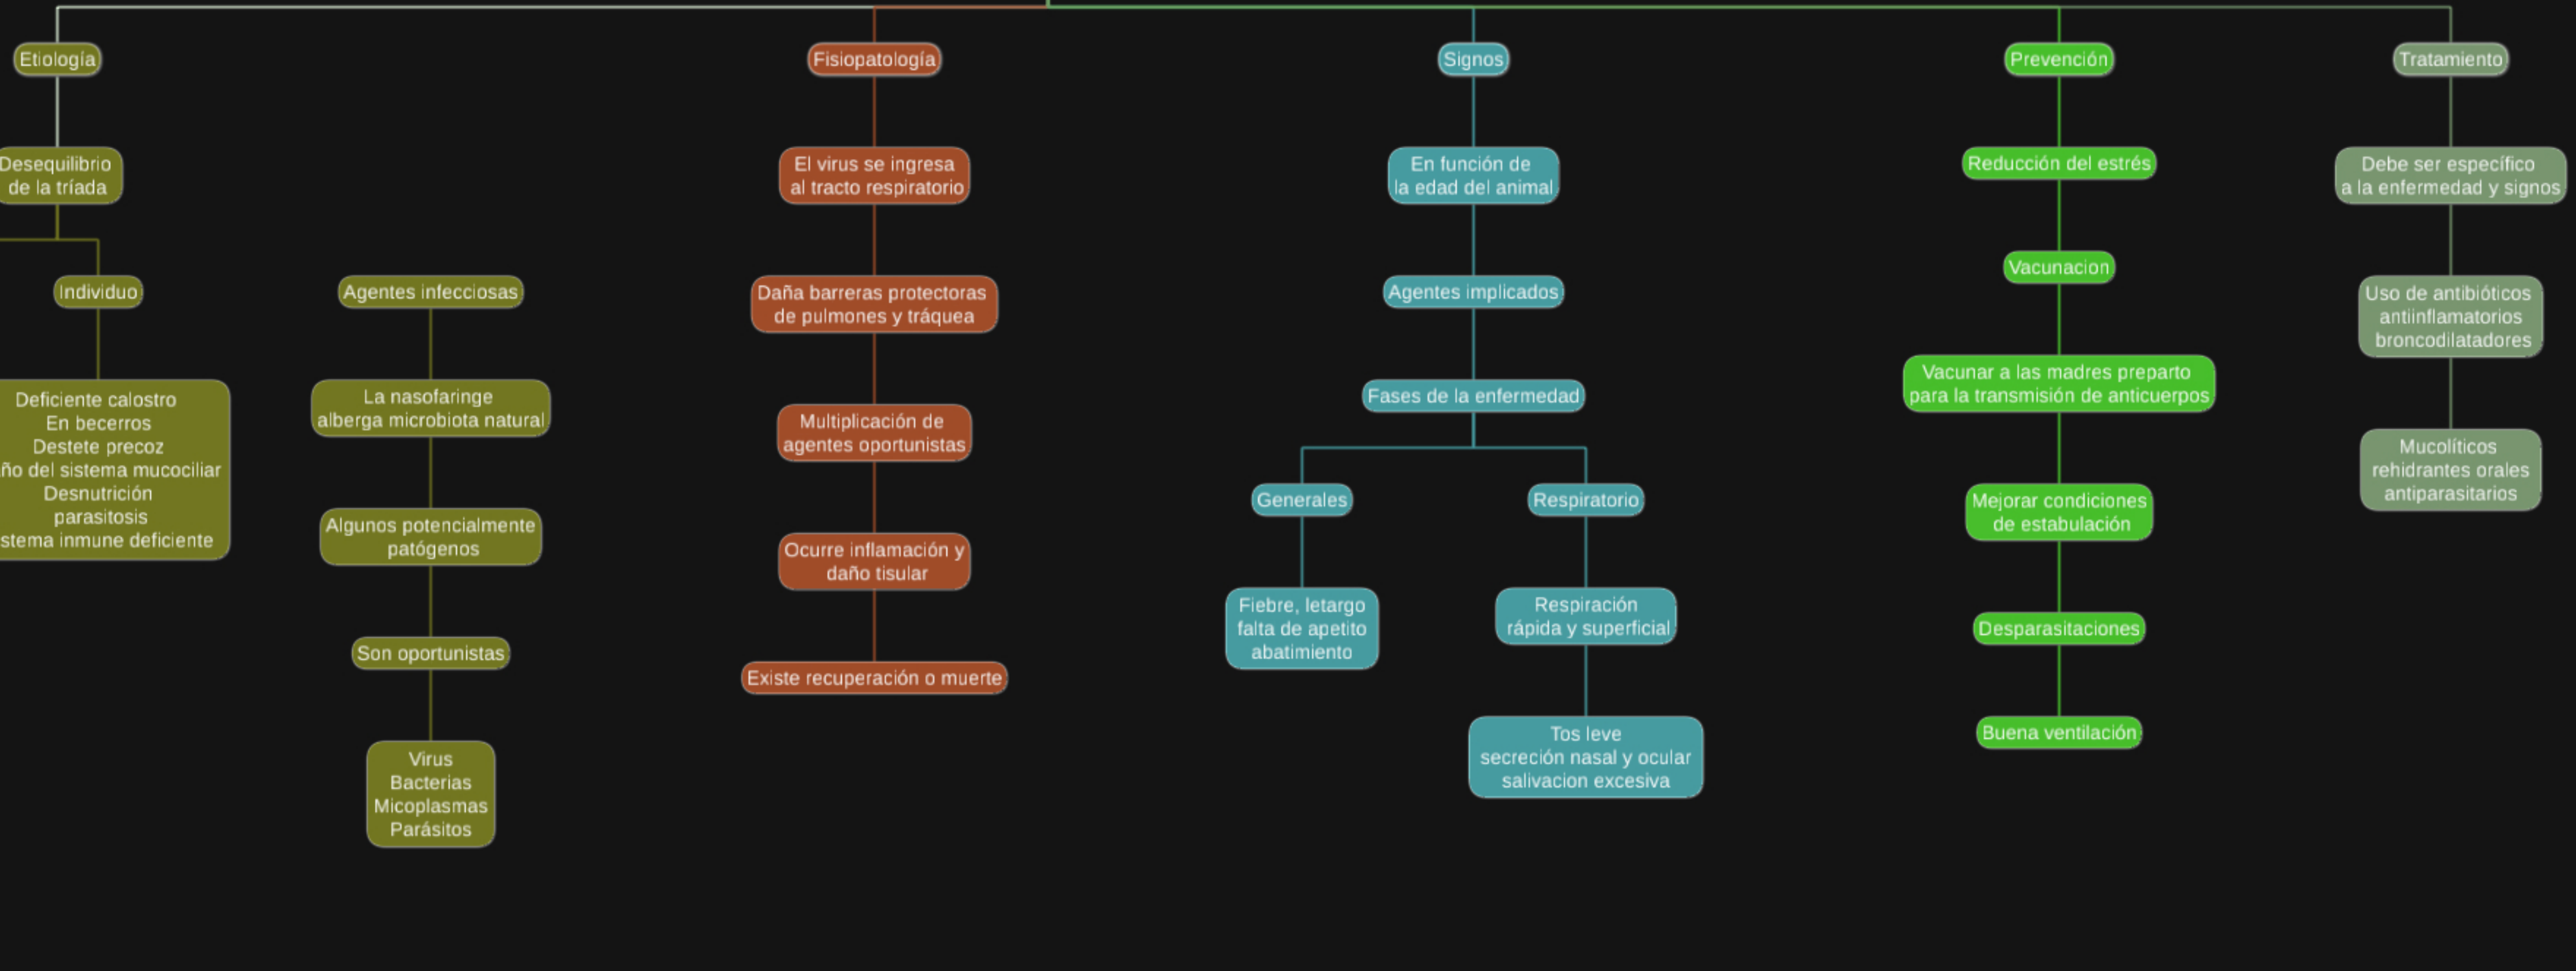 Etiología
Fisiopatología
Signos
Prevención
Tratamiento
Desequilibrio
de la tríada
Individuo
Deficiente calostro
En becerros
Destete precoz
del sistema mucociliar
Desnutrición
parasitosis
inmune deficiente
Agentes infecciosas
La nasofaringe
alberga microbiota natural
Algunos potencialmente
patógenos
Son oportunistas
Virus
Bacterias
Micoplasmas
Parásitos
El virus se ingresa
al tracto respiratorio
Daña barreras protectoras
de pulmones y tráquea
Multiplicación de
agentes oportunistas
Ocurre inflamación y
daño tisular
Existe recuperación o muerte
En función de
la edad del animal
Agentes implicados
Fases de la enfermedad
Generales
Fiebre, letargo
falta de apetito
abatimiento
Respiratorio
Respiración
rápida y superficial
Tos leve
secreción nasal y ocular
salivacion excesiva
Reducción del estrés
Vacunacion
Vacunar a las madres preparto
para la transmisión de anticuerpos
Mejorar condiciones
de estabulación
Desparasitaciones
Buena ventilación
Debe ser específico
a la enfermedad y signos
Uso de antibióticos
antiinflamatorios
broncodilatadores
Mucolíticos
rehidrantes orales
antiparasitarios